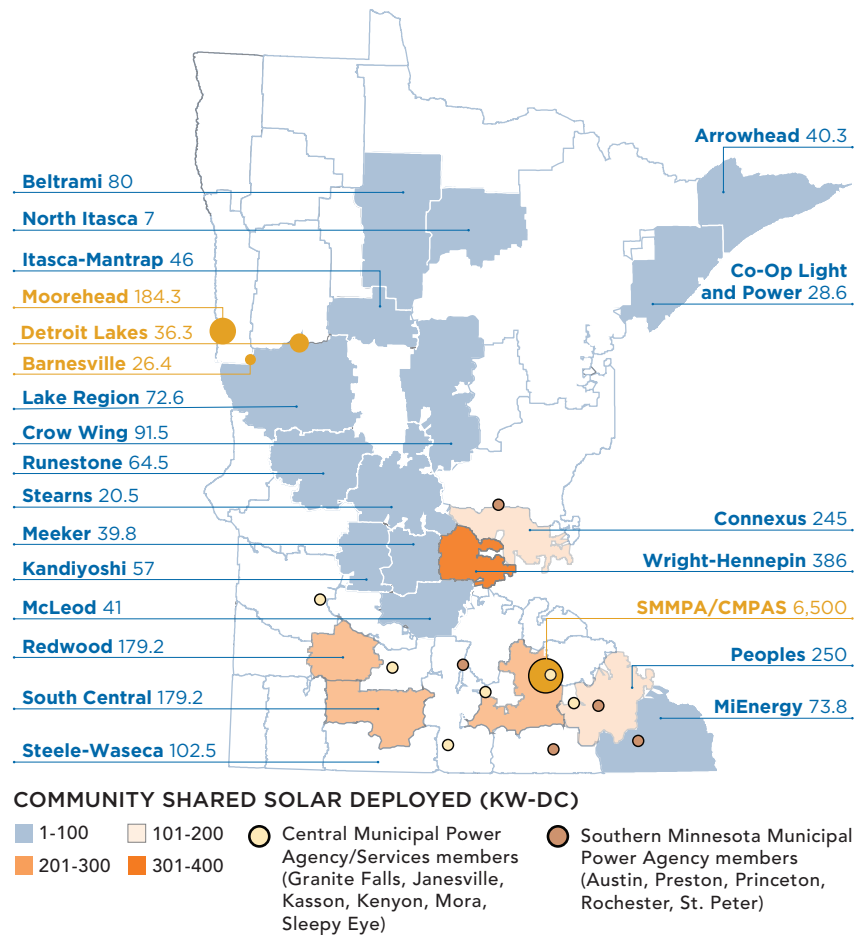 Arrowhead 40.3
Beltrami 80
North Itasca 7
Itasca-Mantrap 46
Co-Op Light
and Power 28.6
Moorehead 184.3
Detroit Lakes 36.3
Barnesville 26.4
Lake Region 72.6
Crow Wing 91.5
Runestone 64.5
Stearns 20.5
Connexus 245
Meeker 39.8
Wright-Hennepin 386
Kandiyoshi 57
McLeod 41
SMMPA/CMPAS 6,500
Redwood 179.2
Peoples 250
South Central 179.2
MiEnergy 73.8
Steele-Waseca 102.5
COMMUNITY SHARED SOLAR DEPLOYED (KW-DC)
1-100
101-200
201-300
301-400
Central Municipal Power
Agency/Services members
(Granite Falls, Janesville,
Kasson, Kenyon, Mora,
Sleepy Eye)
Southern Minnesota Municipal
Power Agency members
(Austin, Preston, Princeton,
Rochester, St. Peter)